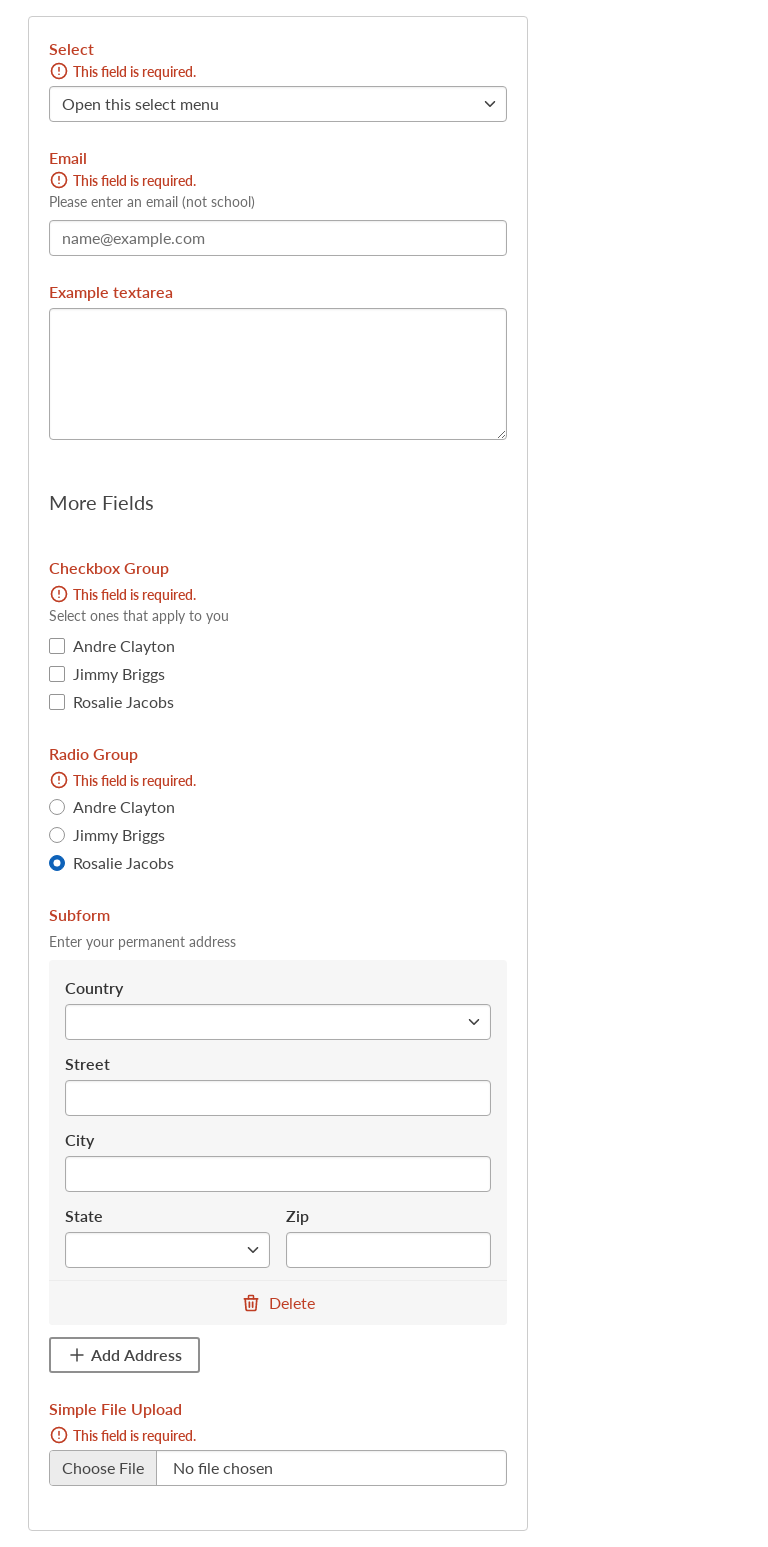 Select
This field is required.
Open this select menu
Email
This field is required.
Please enter an email (not school)
name@example.com
Example textarea
More Fields
Checkbox Group
This field is required.
Select ones that apply to you
Andre Clayton
Jimmy Briggs
Rosalie Jacobs
Radio Group
This field is required.
Andre Clayton
Jimmy Briggs
Rosalie Jacobs
Subform
Enter your permanent address
Country
Street
City
State Zip
Delete
Add Address
Simple File Upload
This field is required.
Choose File No file chosen